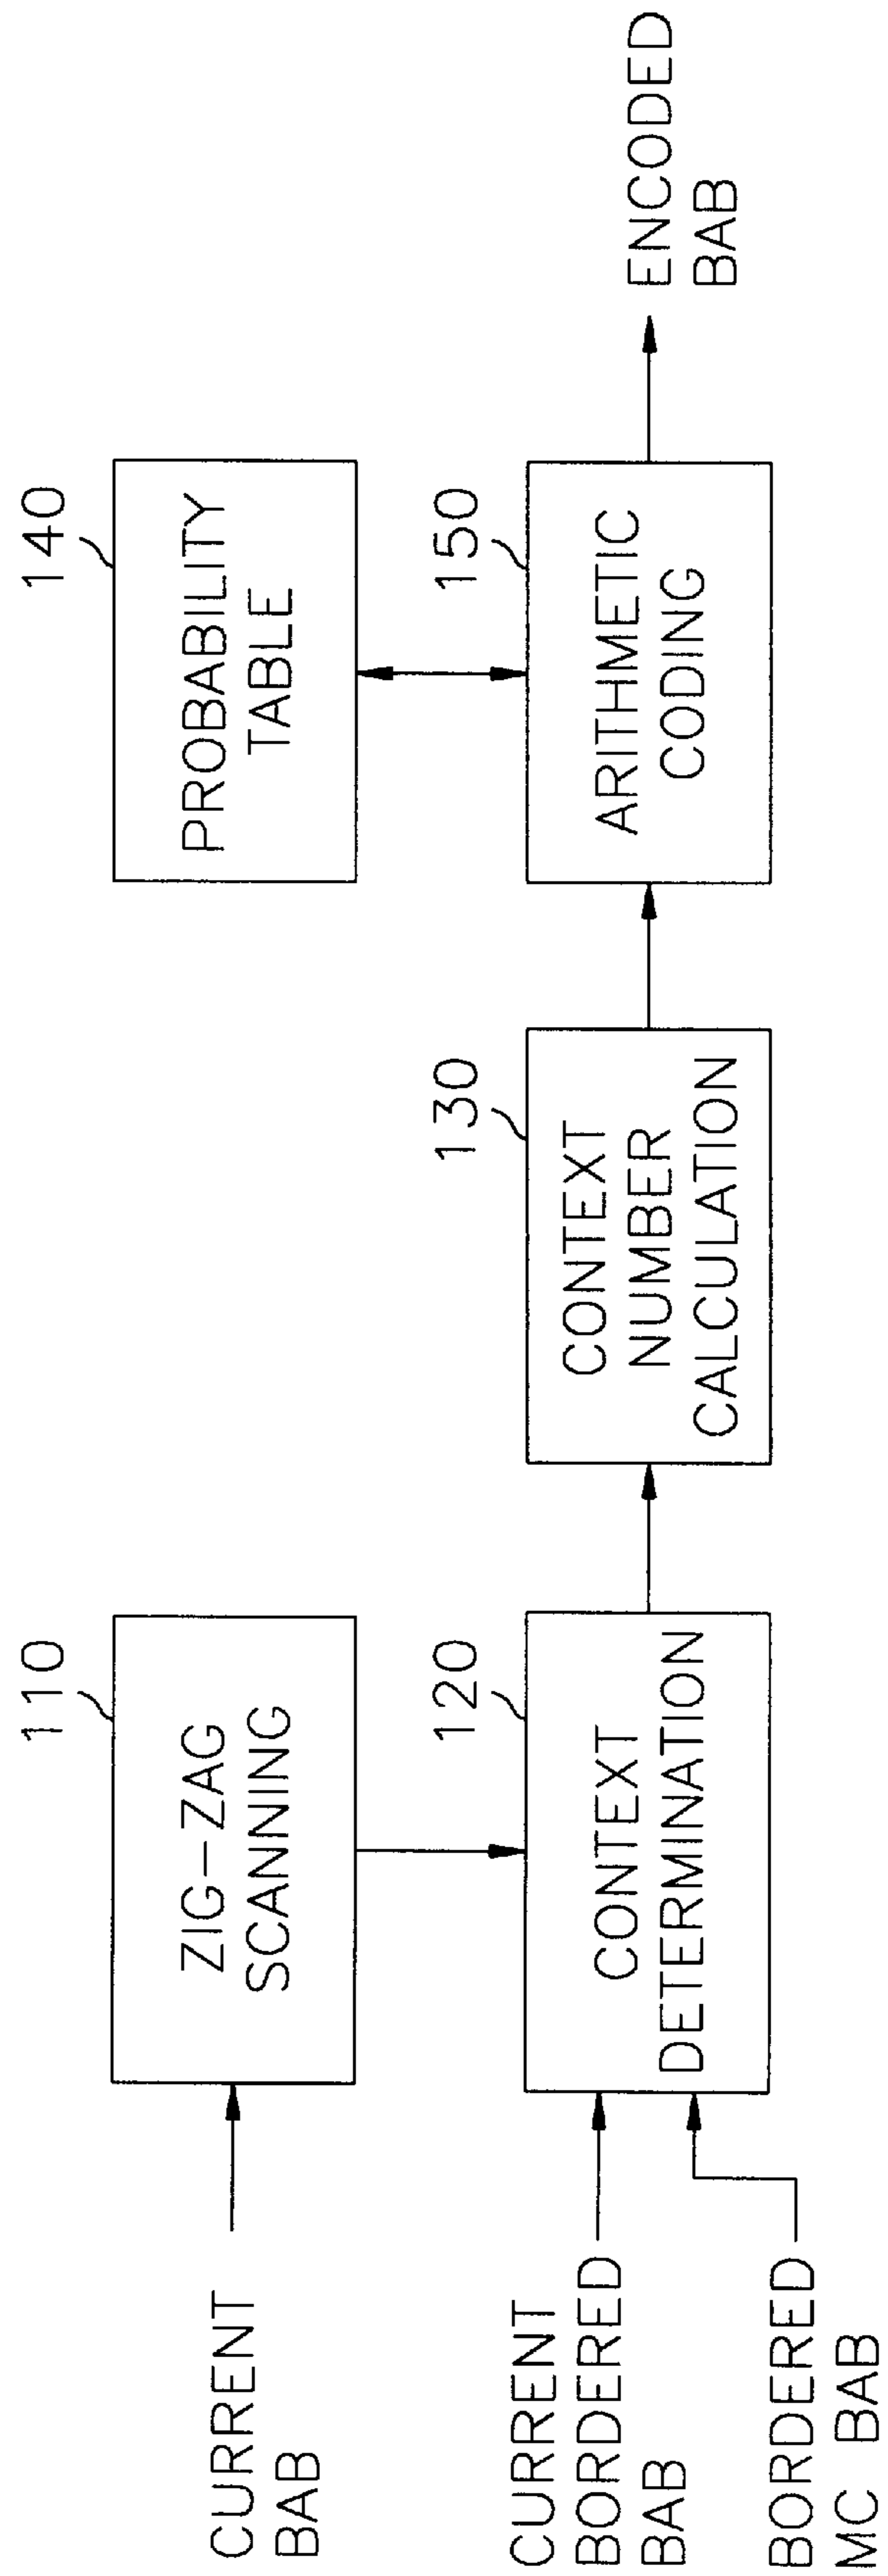 110
140
CURRENT
BAB
ZIG-ZAG
SCANNING
PROBABILITY
TABLE
120
130
150
CURRENT
BORDERED
BAB
CONTEXT
DETERMINATION
CONTEXT
NUMBER
CALCULATION
ARITHMETIC
CODING
ENCODED
BAB
BORDERED
MC BAB